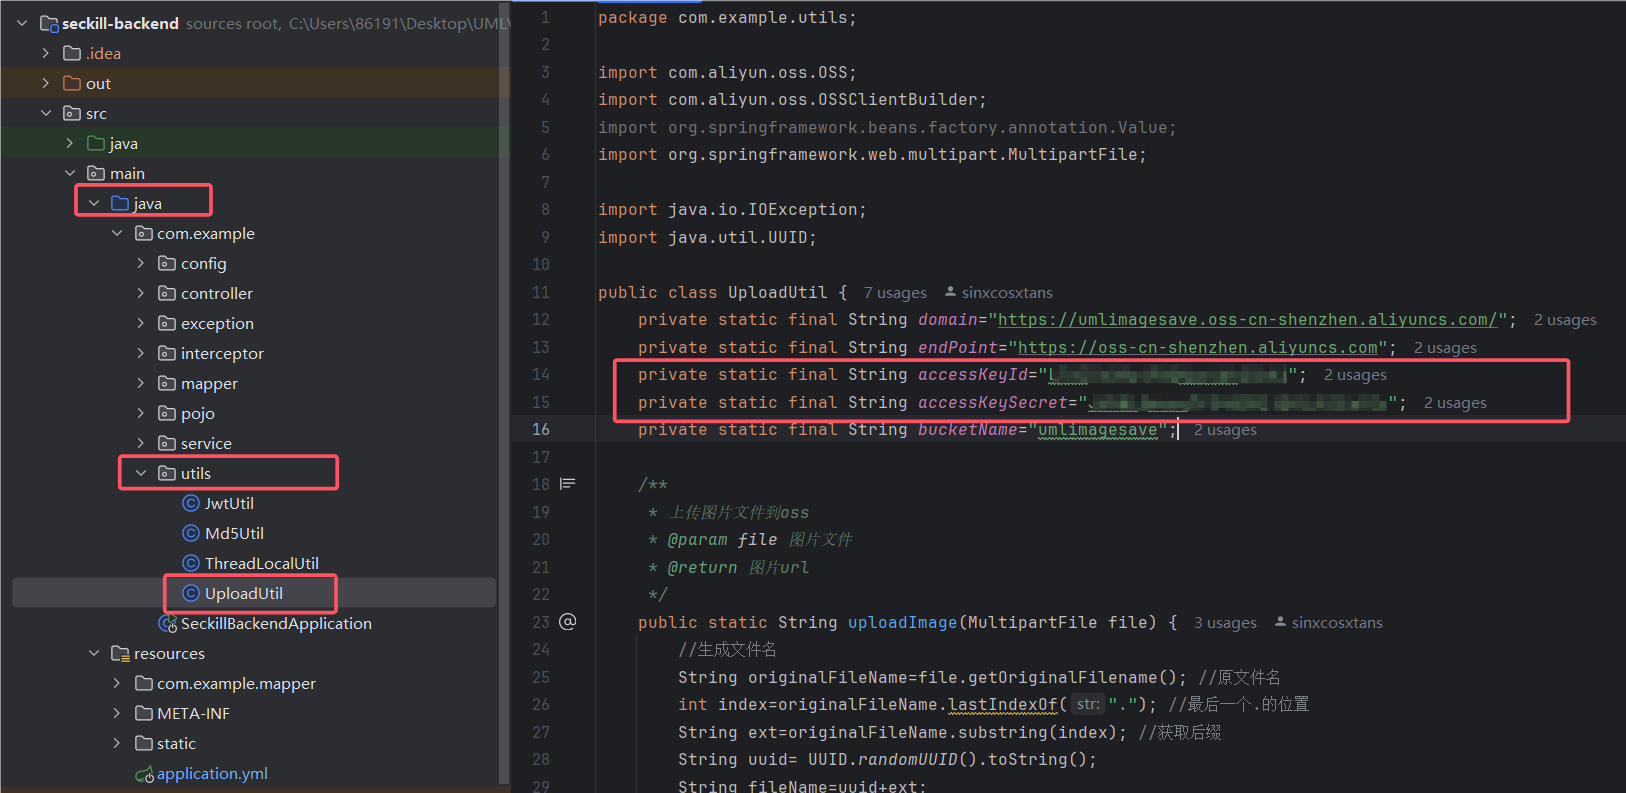 seckill-backend sources root, C:\Users\86191\Desktop\UML\
.idea
out
src
java
main
java
com.example
config
controller
exception
interceptor
mapper
pojo
service
utils
JwtUtil
Md5Util
ThreadLocalUtil
UploadUtil
SeckillBackendApplication
resources
com.example.mapper
META-INF
static
application.yml
1 package com.example.utils;
2
3 import com.aliyun.oss.OSS;
4 import com.aliyun.oss.OSSClientBuilder;
5 import org.springframework.beans.factory.annotation.Value;
6 import org.springframework.web.multipart.MultipartFile;
7
8 import java.io.IOException;
9 import java.util.UUID;
10
11 public class UploadUtil { 7 usages sinxcosxtans
12 private static final String domain="https://umlimagesave.oss-cn-shenzhen.aliyuncs.com/"; 2 usages
13 private static final String endPoint="https://oss-cn-shenzhen.aliyuncs.com"; 2 usages
14 private static final String accessKeyId=" "; 2 usages
15 private static final String accessKeySecret=" "; 2 usages
16 private static final String bucketName="umlimagesave"; 2 usages
17
18 /**
19 * 上传图片文件到oss
20 * @param file 图片文件
21 * @return 图片url
22 */
23 @ public static String uploadImage(MultipartFile file) { 3 usages sinxcosxtans
24 //生成文件名
25 String originalFileName=file.getOriginalFilename(); //原文件名
26 int index=originalFileName.lastIndexOf( str: "."); //最后一个.的位置
27 String ext=originalFileName.substring(index); //获取后缀
28 String uuid= UUID.randomUUID().toString();
29 String fileName=uuid+ext;